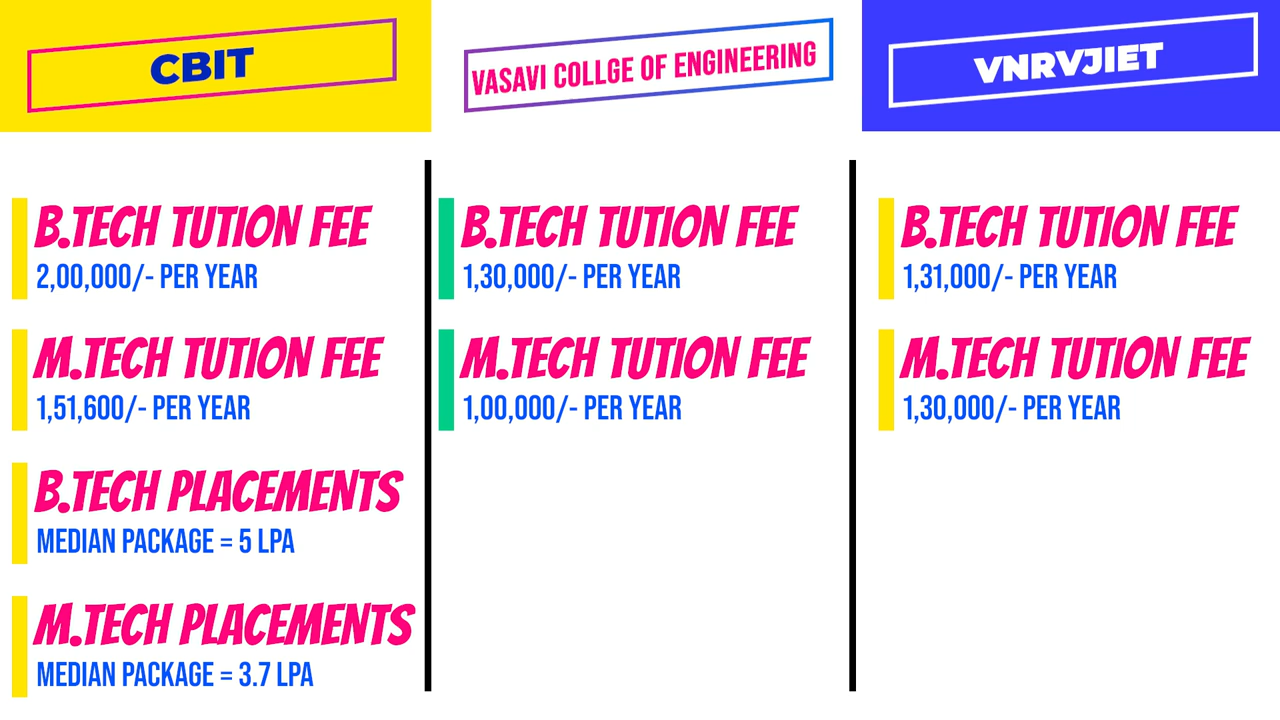 CBIT
B.TECH TUTION FEE
2,00,000/- PER YEAR
M.TECH TUTION FEE
1,51,600/- PER YEAR
B.TECH PLACEMENTS
MEDIAN PACKAGE = 5 LPA
M.TECH PLACEMENTS
MEDIAN PACKAGE = 3.7 LPA
VASAVI COLLGE OF ENGINEERING
B.TECH TUTION FEE
1,30,000/- PER YEAR
M.TECH TUTION FEE
1,00,000/- PER YEAR
VNRVJIET
B.TECH TUTION FEE
1,31,000/- PER YEAR
M.TECH TUTION FEE
1,30,000/- PER YEAR